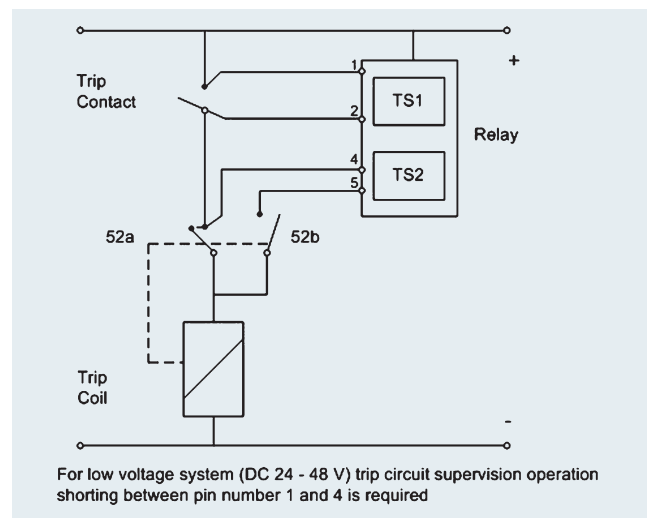 +
Trip
Contact
1
2
4
5
TS1
TS2
Relay
52a
52b
Trip
Coil
-
For low voltage system (DC 24 - 48 V) trip circuit supervision operation
shorting between pin number 1 and 4 is required